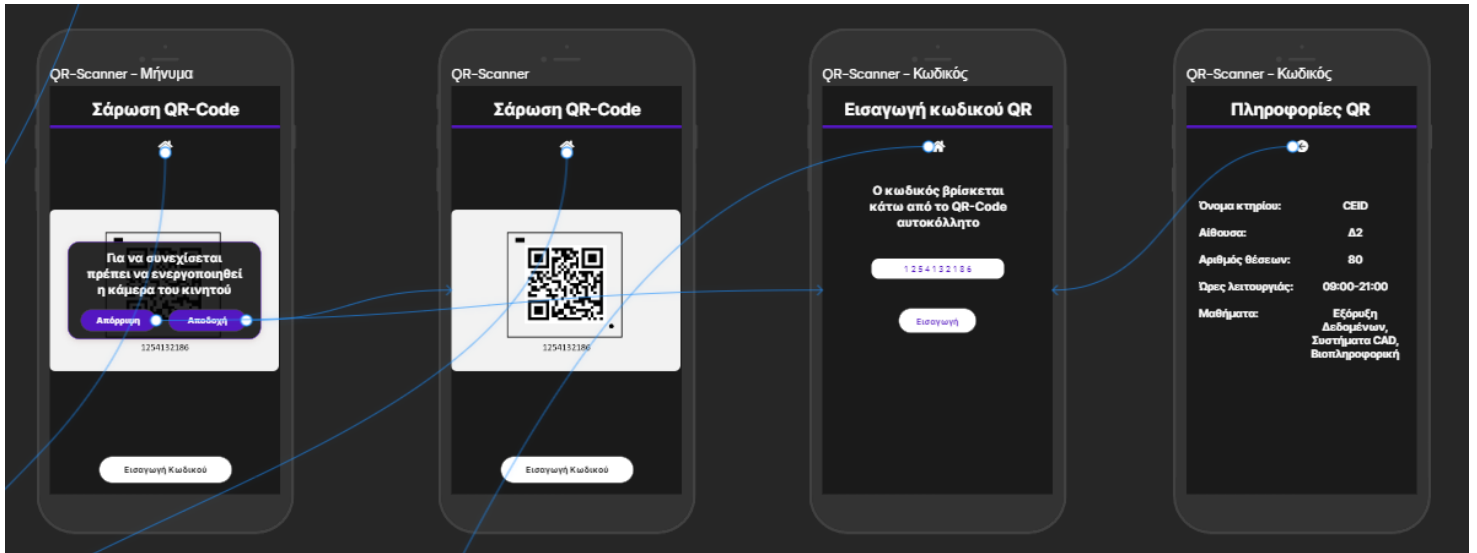 QR-Scanner - Μήνυμα
Σάρωση QR-Code
Για να συνεχίσεται
πρέπει να ενεργοποιηθεί
η κάμερα του κινητού
Απόρριψη
Αποδοχή
1254132186
Εισαγωγή Κωδικού
QR-Scanner
Σάρωση QR-Code
1254132186
Εισαγωγή Κωδικού
QR-Scanner - Κωδικός
Εισαγωγή κωδικού QR
Ο κωδικός βρίσκεται
κάτω από το QR-Code
αυτοκόλλητο
1254132186
Εισαγωγή
QR-Scanner - Κωδικός
Πληροφορίες QR
Όνομα κτηρίου: CEID
Αίθουσα: Δ2
Αριθμός θέσεων: 80
Ώρες λειτουργιάς: 09:00-21:00
Μαθήματα: Εξόρυξη
Δεδομένων,
Συστήματα CAD,
Βιοπληροφορική